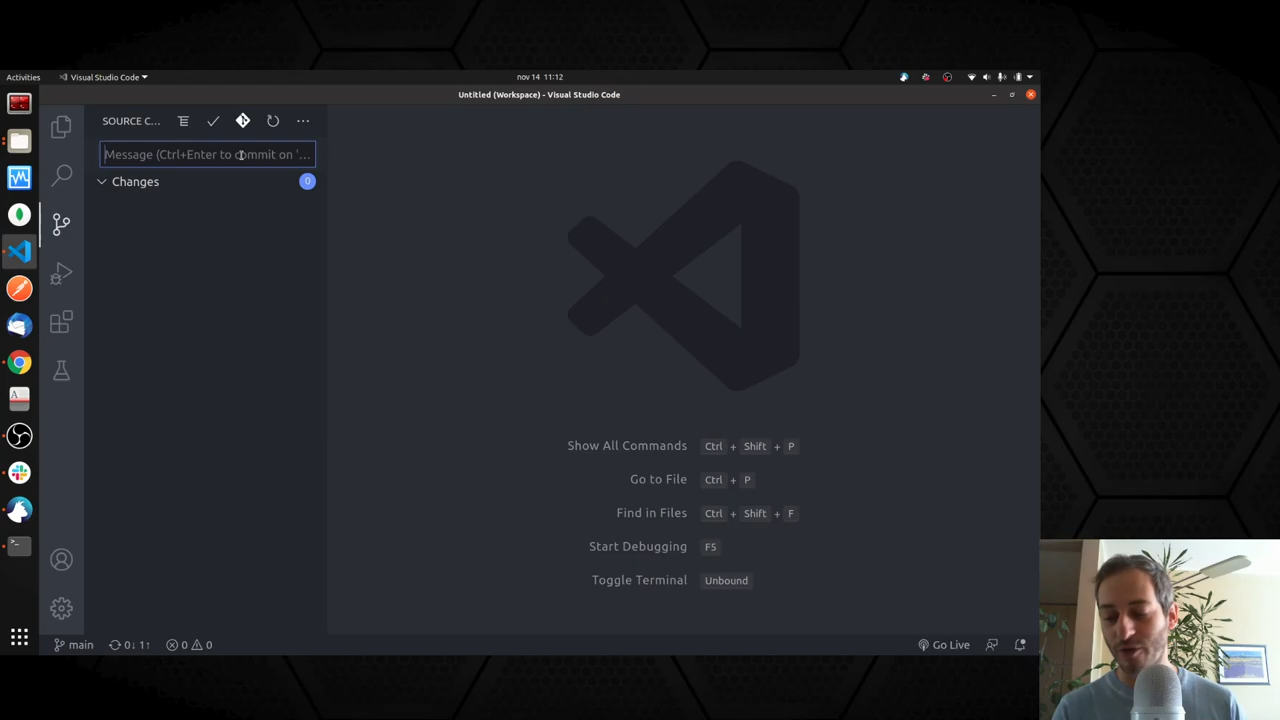 Activities
Visual Studio Code
nov 14 11:12
Untitled (Workspace) - Visual Studio Code
SOURCE C...
Message (Ctrl+Enter to commit on '...
Changes
0
Show All Commands Ctrl + Shift + P
Go to File Ctrl + P
Find in Files Ctrl + Shift + F
Start Debugging F5
Toggle Terminal Unbound
main 0↓ 1↑ 0 0
Go Live